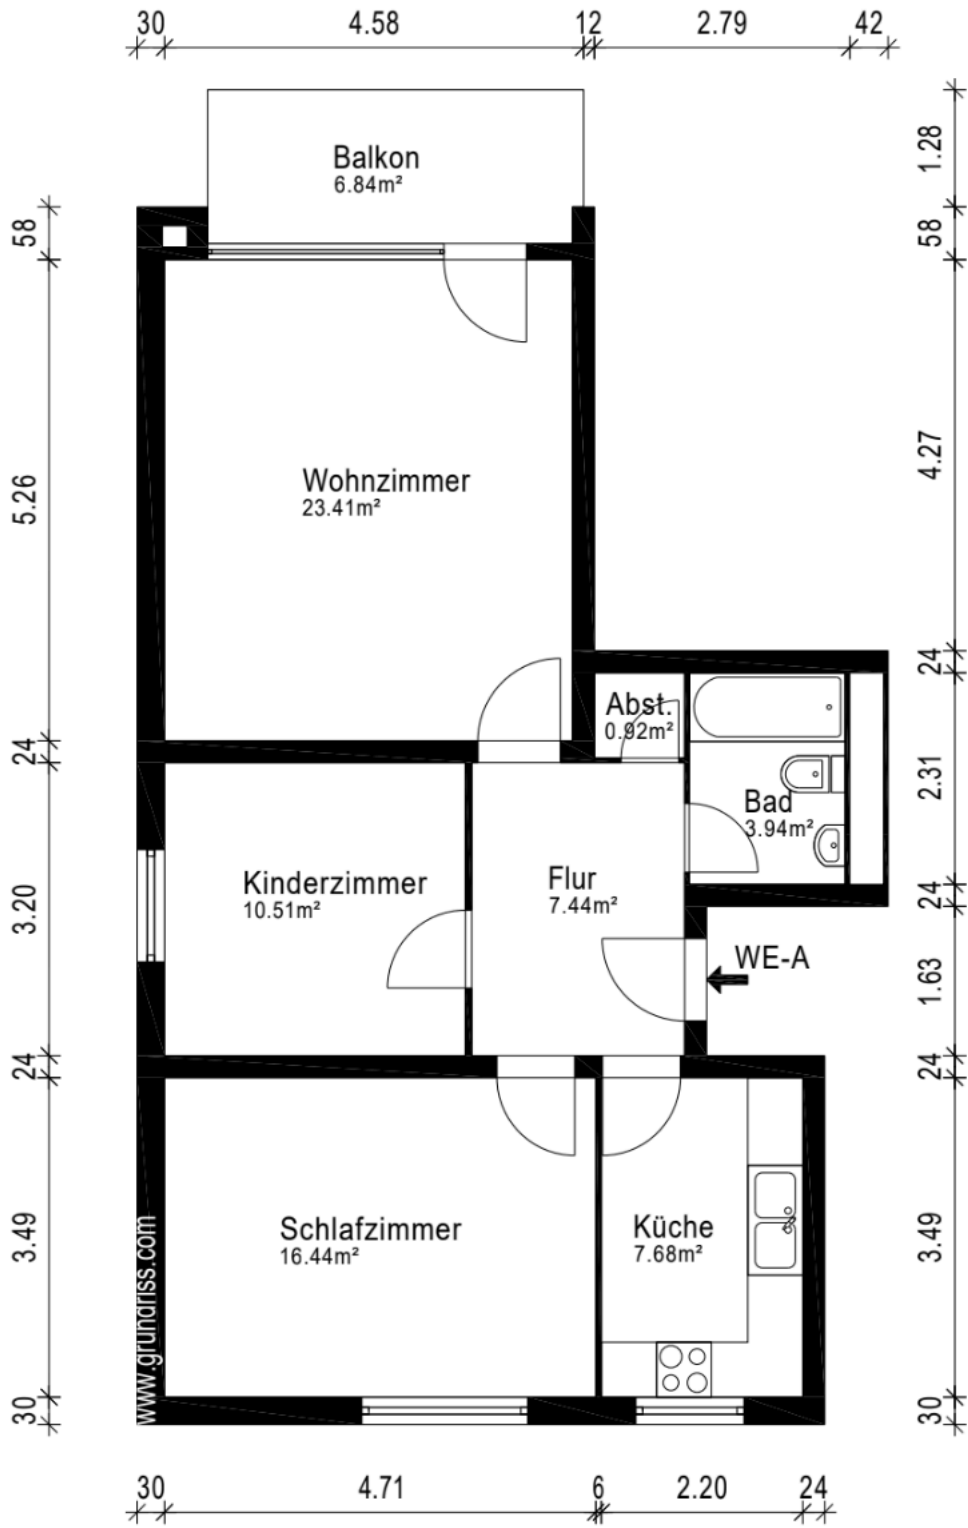 30 4.58 12 2.79 42
1.28
Balkon
6.84m²
58
58
5.26
4.27
Wohnzimmer
23.41m²
24
24
Abst.
0.92m²
2.31
Bad
3.94m²
3.20
Kinderzimmer
10.51m²
Flur
7.44m²
24
WE-A
1.63
24
24
3.49
Schlafzimmer
16.44m²
Küche
7.68m²
3.49
www.grundriss.com
30
30
30 4.71 6 2.20 24